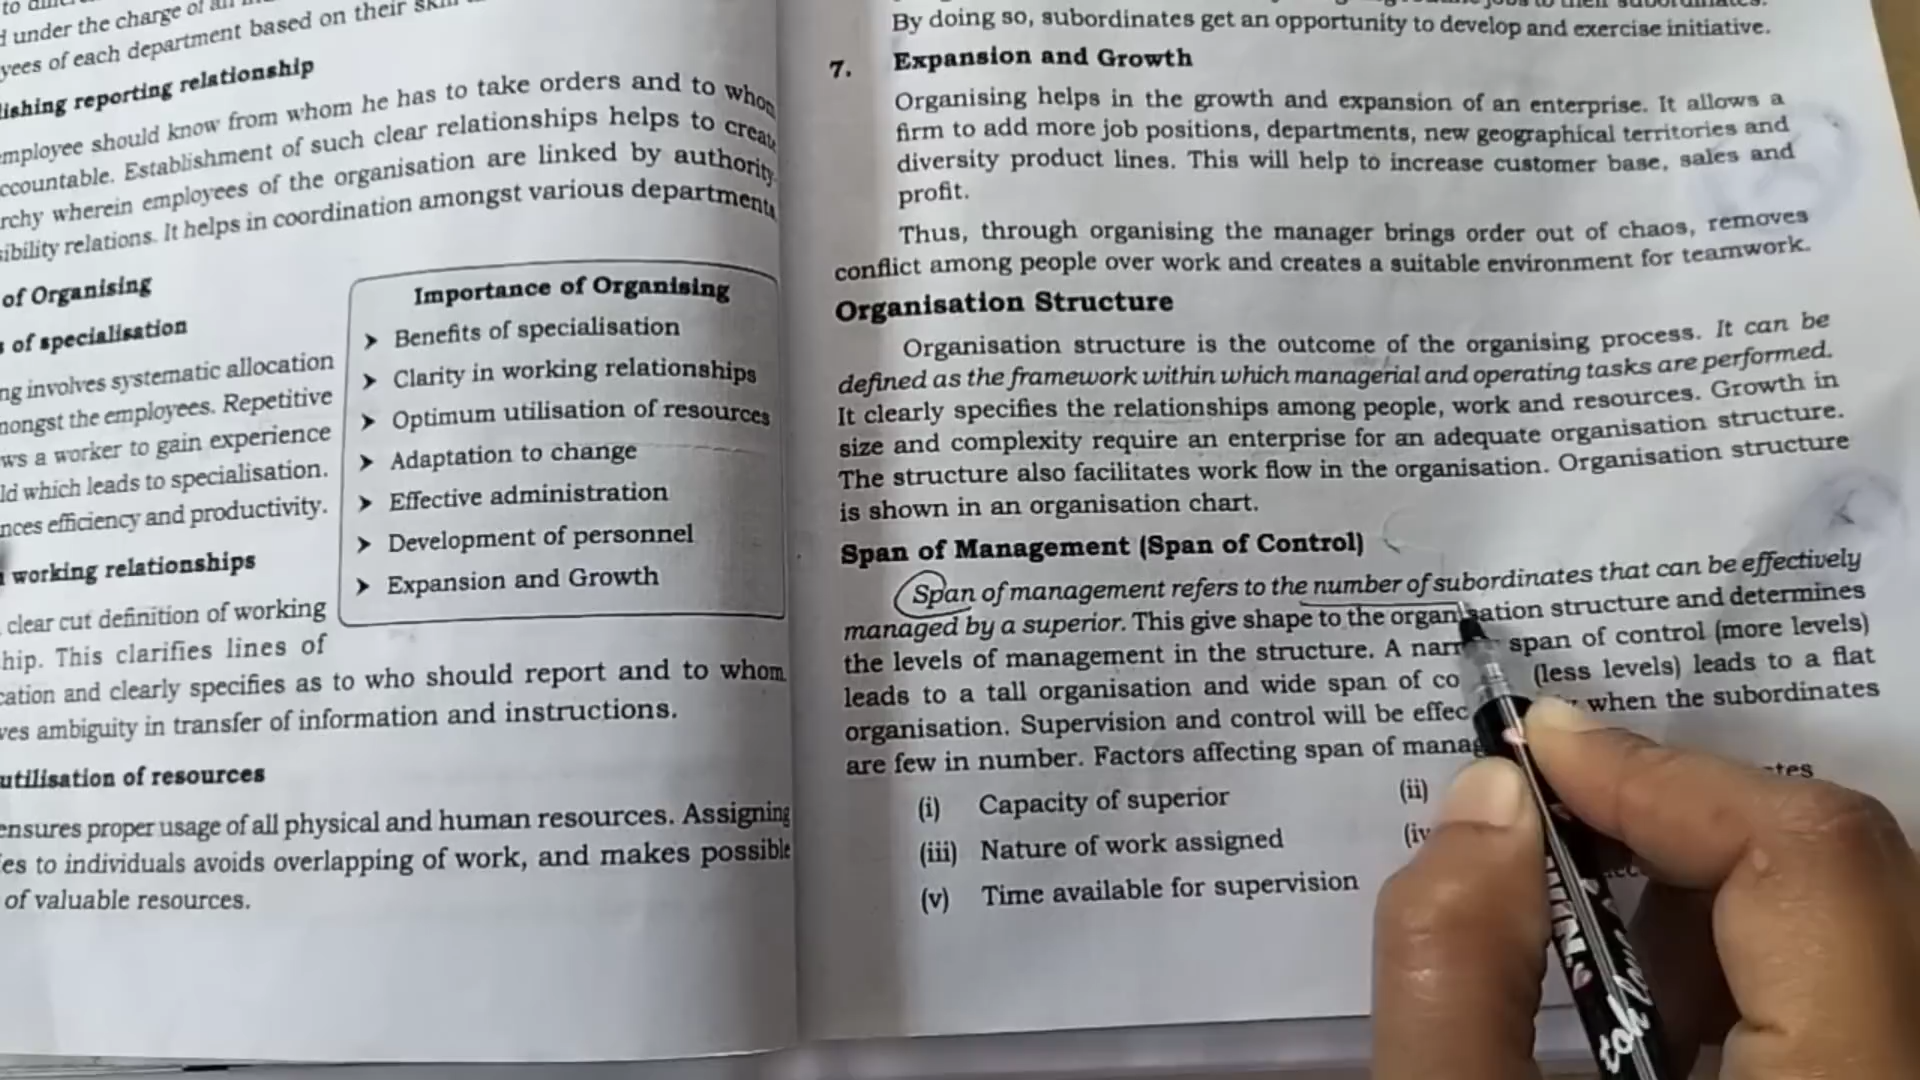 d under the charge of
yees of each department based on their
lishing reporting relationship
mployee should know from whom he has to take orders and to whom
ccountable. Establishment of such clear relationships helps to create
rchy wherein employees of the organisation are linked by authority-
sibility relations. It helps in coordination amongst various departments
of Organising
of specialisation
ng involves systematic allocation
mongst the employees. Repetitive
ws a worker to gain experience
ld which leads to specialisation.
nces efficiency and productivity.
working relationships
clear cut definition of working
hip. This clarifies lines of
cation and clearly specifies as to who should report and to whom
ves ambiguity in transfer of information and instructions.
utilisation of resources
ensures proper usage of all physical and human resources. Assigning
es to individuals avoids overlapping of work, and makes possible
of valuable resources.
Importance of Organising
➤ Benefits of specialisation
➤ Clarity in working relationships
➤ Optimum utilisation of resources
➤ Adaptation to change
➤ Effective administration
➤ Development of personnel
➤ Expansion and Growth
By doing so, subordinates get an opportunity to develop and exercise initiative.
7. Expansion and Growth
Organising helps in the growth and expansion of an enterprise. It allows a
firm to add more job positions, departments, new geographical territories and
diversity product lines. This will help to increase customer base, sales and
profit.
Thus, through organising the manager brings order out of chaos, removes
conflict among people over work and creates a suitable environment for teamwork.
Organisation Structure
Organisation structure is the outcome of the organising process. It can be
defined as the framework within which managerial and operating tasks are performed.
It clearly specifies the relationships among people, work and resources. Growth in
size and complexity require an enterprise for an adequate organisation structure.
The structure also facilitates work flow in the organisation. Organisation structure
is shown in an organisation chart.
Span of Management (Span of Control)
Span of management refers to the number of subordinates that can be effectively
managed by a superior. This give shape to the organisation structure and determines
the levels of management in the structure. A narr span of control (more levels)
leads to a tall organisation and wide span of co (less levels) leads to a flat
organisation. Supervision and control will be effec when the subordinates
are few in number. Factors affecting span of manag
(i) Capacity of superior (ii)
(iii) Nature of work assigned (iv
(v) Time available for supervision